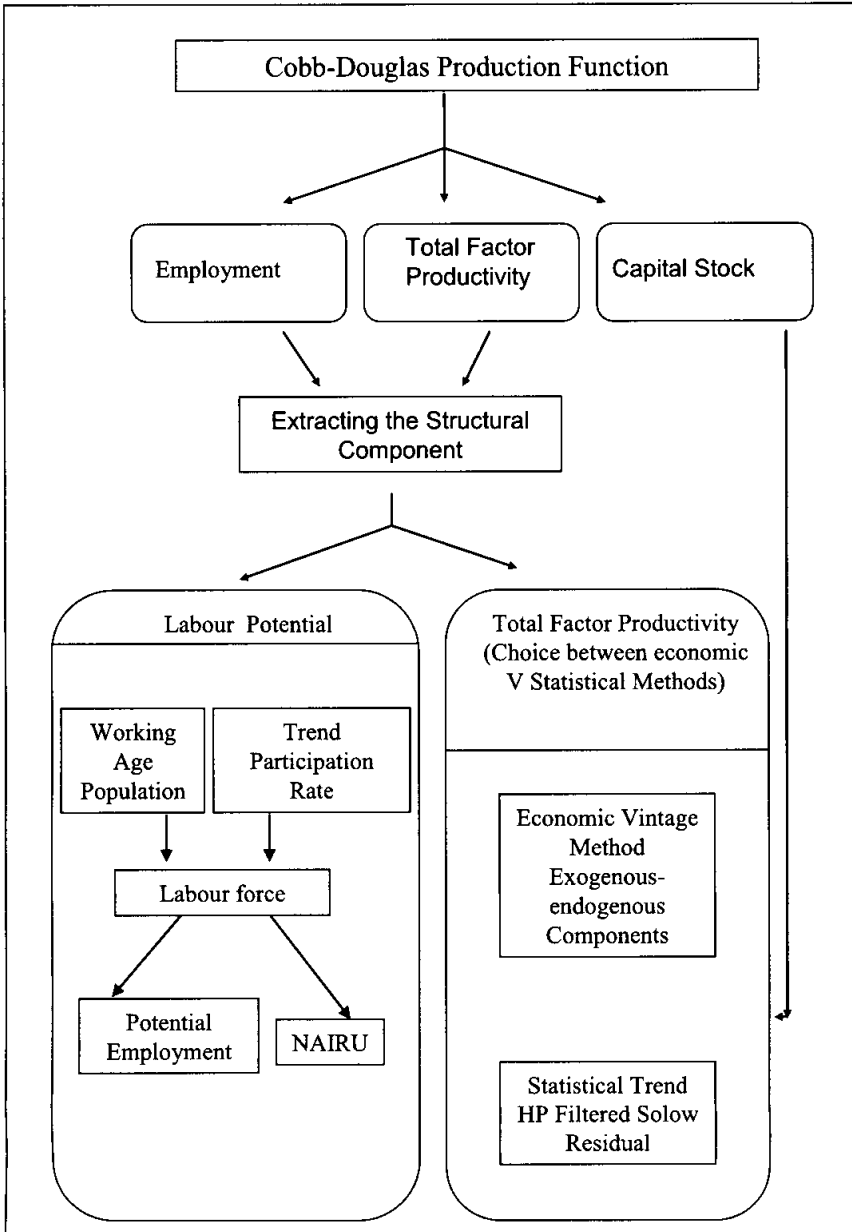 Cobb-Douglas Production Function
Employment
Total Factor
Productivity
Capital Stock
Extracting the Structural
Component
Labour Potential
Working
Age
Population
Trend
Participation
Rate
Labour force
Potential
Employment
NAIRU
Total Factor Productivity
(Choice between economic
V Statistical Methods)
Economic Vintage
Method
Exogenous-
endogenous
Components
Statistical Trend
HP Filtered Solow
Residual